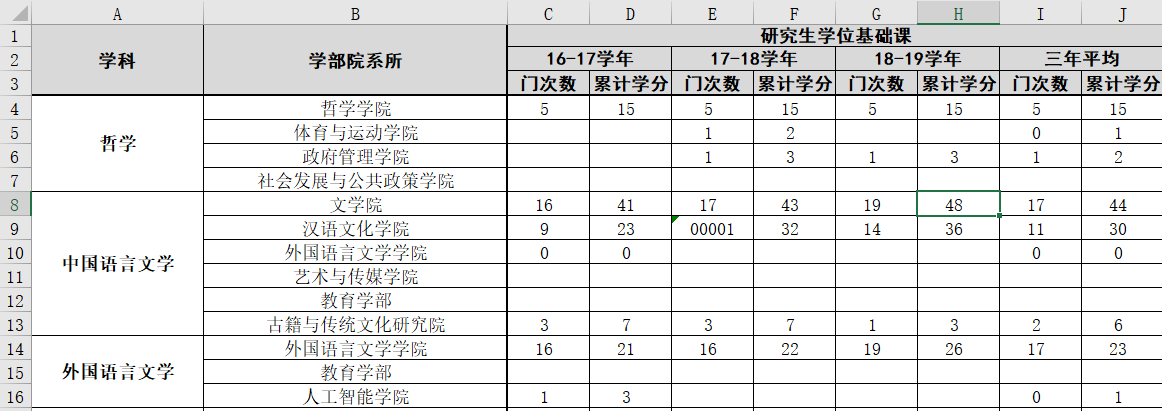 A B C D E F G H I J
1 研究生学位基础课
2 学科 学部院系所 16-17学年 17-18学年 18-19学年 三年平均
3 门次数 累计学分 门次数 累计学分 门次数 累计学分 门次数 累计学分
4 哲学学院 5 15 5 15 5 15 5 15
5 哲学 体育与运动学院 1 2 0 1
6 政府管理学院 1 3 1 3 1 2
7 社会发展与公共政策学院
8 文学院 16 41 17 43 19 48 17 44
9 汉语文化学院 9 23 00001 32 14 36 11 30
10 中国语言文学 外国语言文学学院 0 0 0 0
11 艺术与传媒学院
12 教育学部
13 古籍与传统文化研究院 3 7 3 7 1 3 2 6
14 外国语言文学学院 16 21 16 22 19 26 17 23
15 外国语言文学 教育学部
16 人工智能学院 1 3 0 1